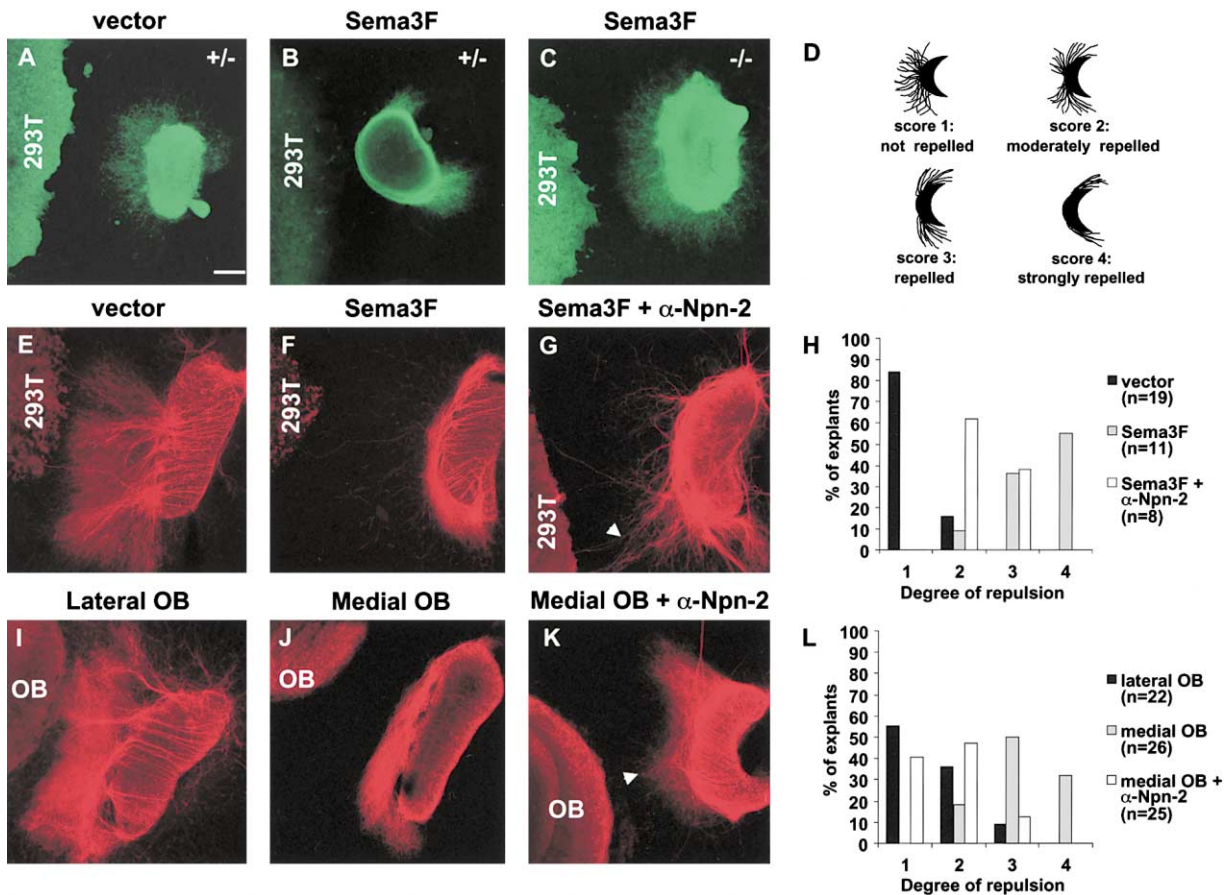 vector
Sema3F
Sema3F
A
+/-
293T
B
+/-
293T
C
-/-
293T
D
score 1:
not repelled
score 2:
moderately repelled
score 3:
repelled
score 4:
strongly repelled
vector
Sema3F
Sema3F + α-Npn-2
E
293T
F
293T
G
293T
H
100
90
80
70
60
50
40
30
20
10
0
% of explants
1
2
3
4
Degree of repulsion
vector
(n=19)
Sema3F
(n=11)
Sema3F +
α-Npn-2
(n=8)
Lateral OB
Medial OB
Medial OB + α-Npn-2
I
OB
J
OB
K
OB
L
100
90
80
70
60
50
40
30
20
10
0
% of explants
1
2
3
4
Degree of repulsion
lateral OB
(n=22)
medial OB
(n=26)
medial OB +
α-Npn-2
(n=25)